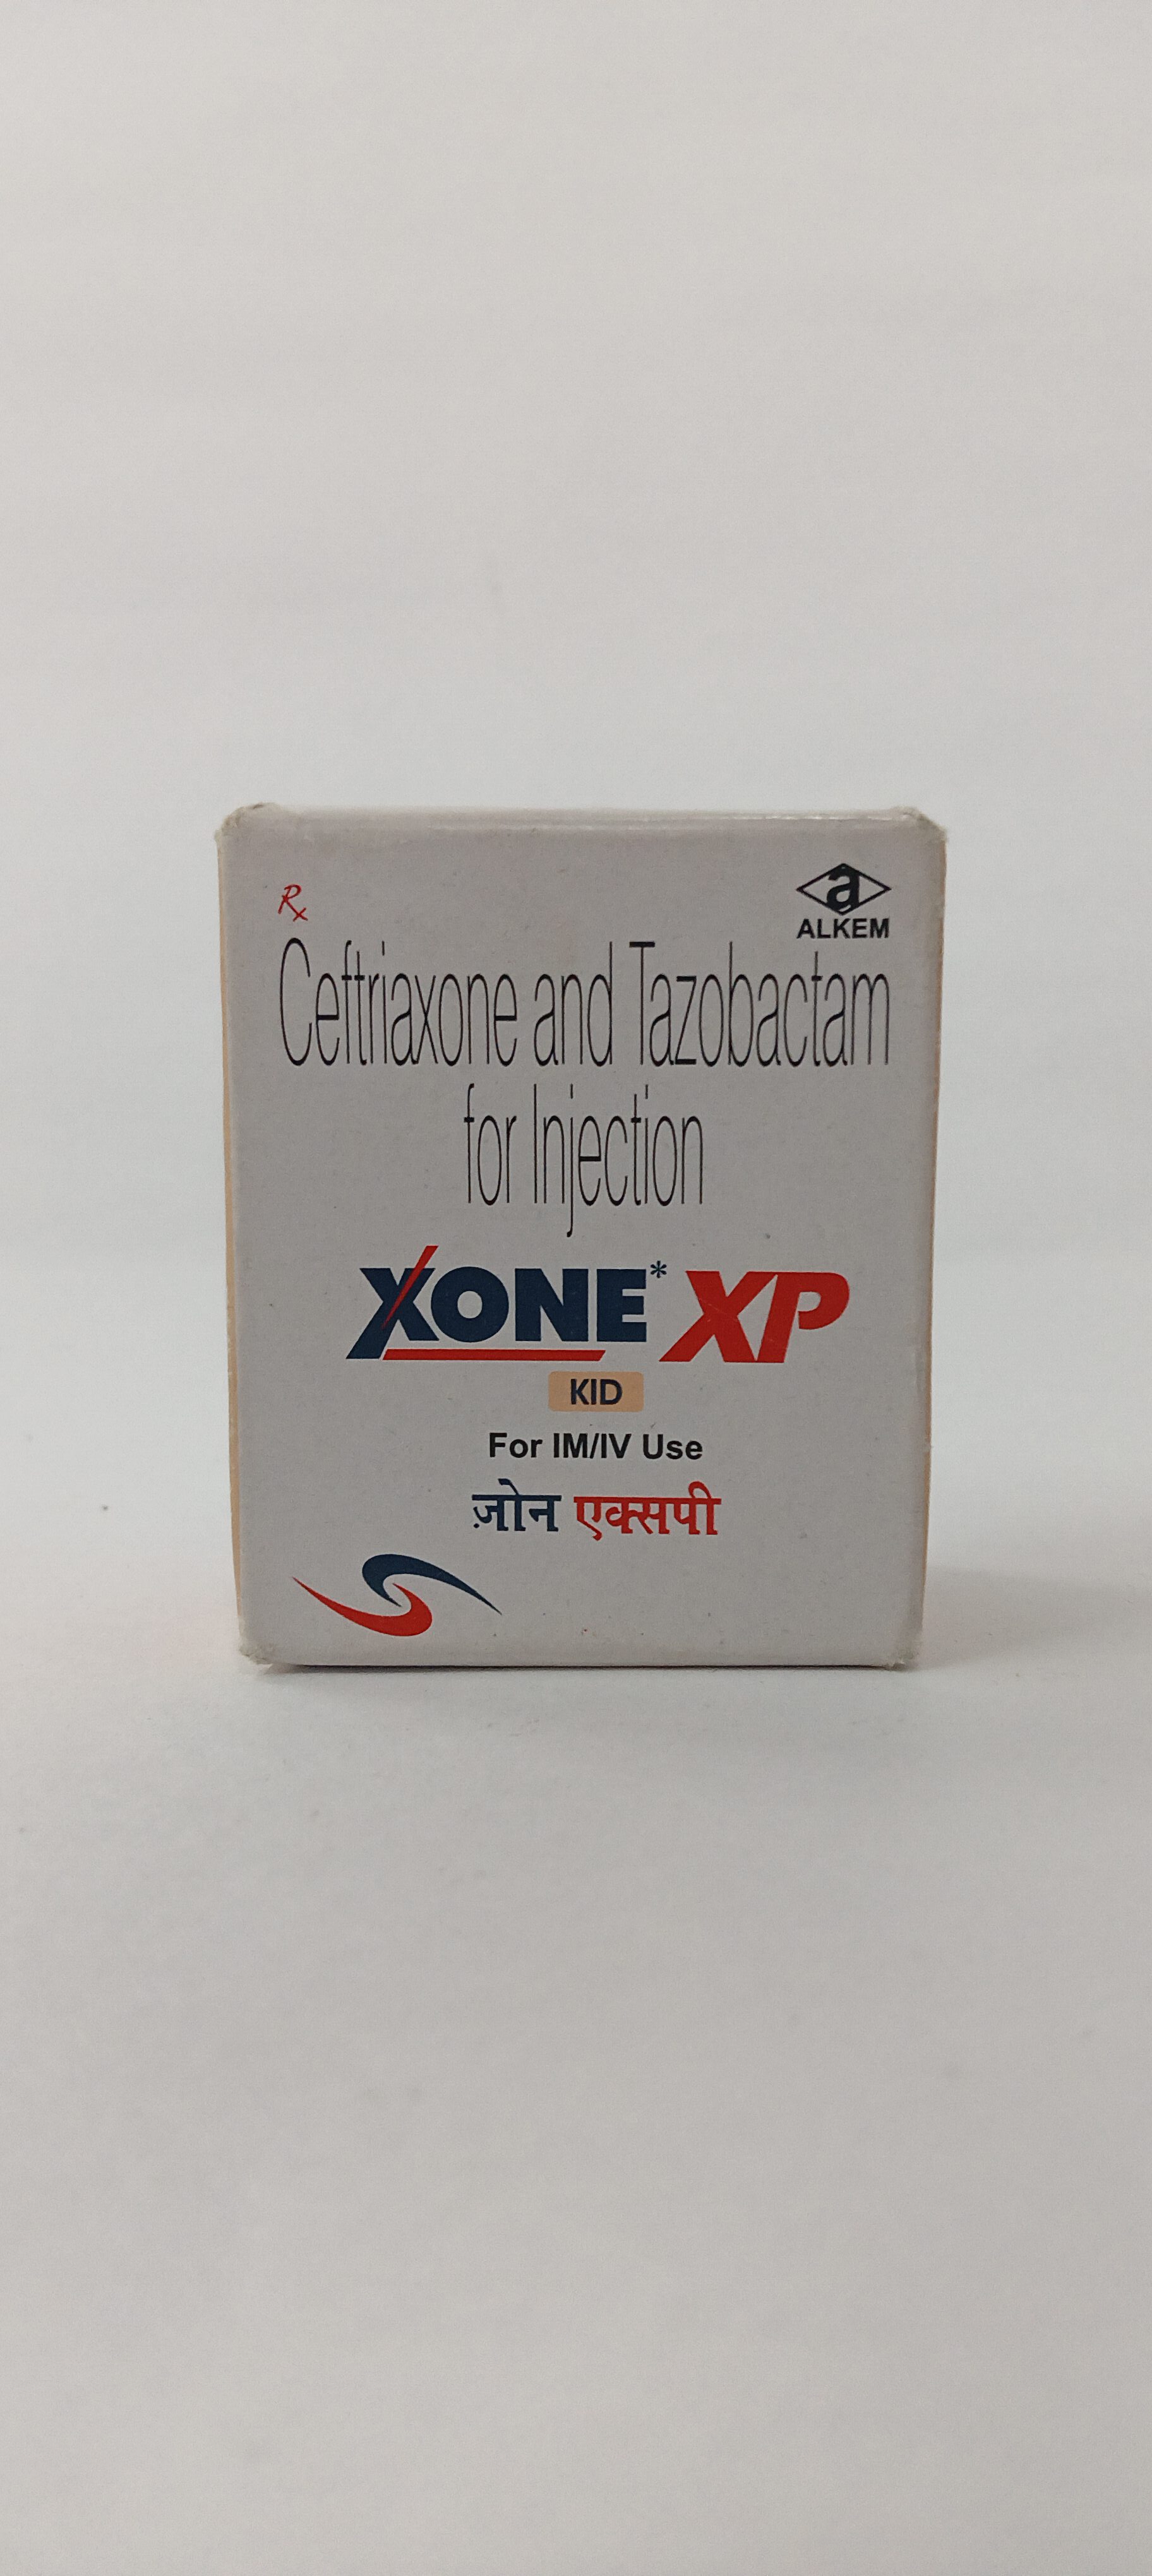 Rx
a
ALKEM
Ceftriaxone and Tazobactam
for Injection
XONE* XP
KID
For IM/IV Use
ज़ोन एक्सपी